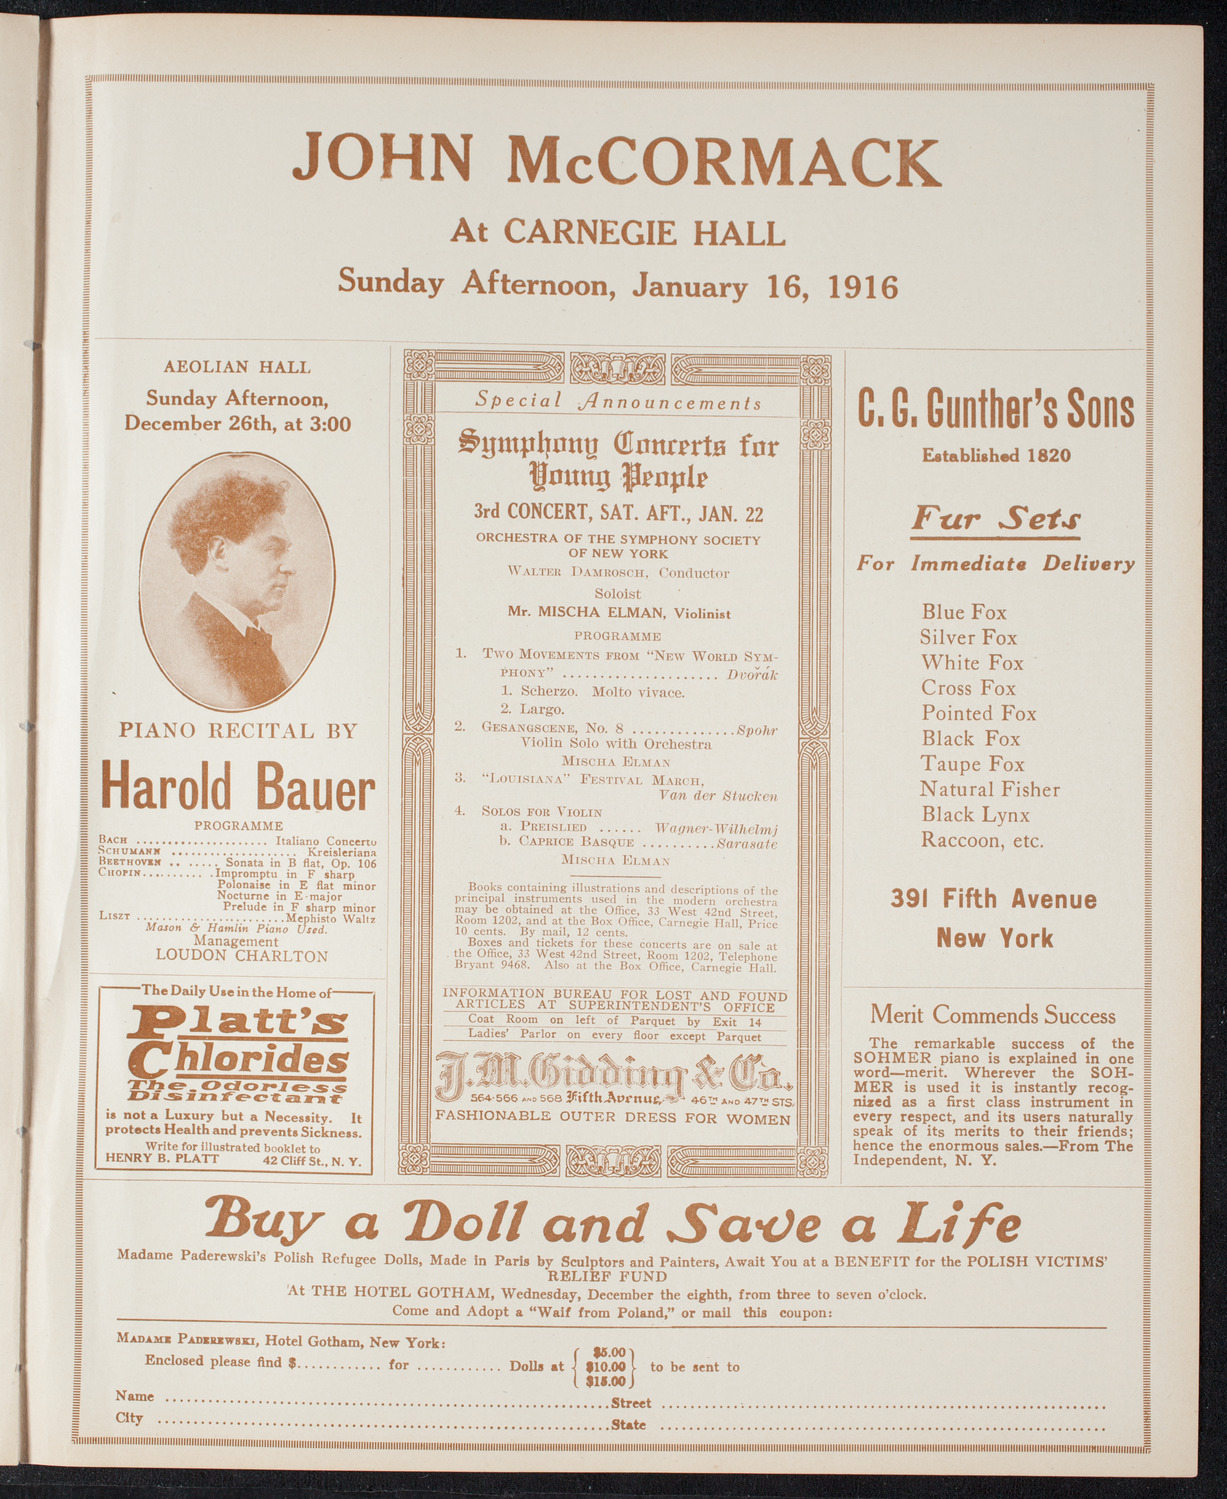 JOHN McCORMACK
At CARNEGIE HALL
Sunday Afternoon, January 16, 1916
AEOLIAN HALL
Sunday Afternoon,
December 26th, at 3:00
PIANO RECITAL BY
Harold Bauer
PROGRAMME
BACH .................... Italiano Concerto
SCHUMANN ................... Kreisleriana
BEETHOVEN .. ..... Sonata in B flat, Op. 106
CHOPIN.......... .Impromptu in F sharp
Polonaise in E flat minor
Nocturne in E-major
Prelude in F sharp minor
LISZT .......................Mephisto Waltz
Mason & Hamlin Piano Used.
Management
LOUDON CHARLTON
The Daily Use in the Home of
Platt's
Chlorides
The Odorless
Disinfectant
is not a Luxury but a Necessity. It
protects Health and prevents Sickness.
Write for illustrated booklet to
HENRY B. PLATT 42 Cliff St., N. Y.
Special Announcements
Symphony Concerts for
Young People
3rd CONCERT, SAT. AFT., JAN. 22
ORCHESTRA OF THE SYMPHONY SOCIETY
OF NEW YORK
WALTER DAMROSCH, Conductor
Soloist
Mr. MISCHA ELMAN, Violinist
PROGRAMME
1. TWO MOVEMENTS FROM "NEW WORLD SYM-
PHONY" ..................... Dvořák
1. Scherzo. Molto vivace.
2. Largo.
2. GESANGSCENE, NO. 8 ..............Spohr
Violin Solo with Orchestra
MISCHA ELMAN
3. "LOUISIANA" FESTIVAL MARCH,
Van der Stucken
4. SOLOS FOR VIOLIN
a. PREISLIED ...... Wagner-Wilhelmj
b. CAPRICE BASQUE ..........Sarasate
MISCHA ELMAN
Books containing illustrations and descriptions of the
principal instruments used in the modern orchestra
may be obtained at the Office, 33 West 42nd Street,
Room 1202, and at the Box Office, Carnegie Hall, Price
10 cents. By mail, 12 cents.
Boxes and tickets for these concerts are on sale at
the Office, 33 West 42nd Street, Room 1202, Telephone
Bryant 9468. Also at the Box Office, Carnegie Hall.
INFORMATION BUREAU FOR LOST AND FOUND
ARTICLES AT SUPERINTENDENT'S OFFICE
Coat Room on left of Parquet by Exit 14
Ladies' Parlor on every floor except Parquet
J. M. Gidding & Co.
564-566 AND 568 Fifth Avenue, 46TH AND 47TH STS.
FASHIONABLE OUTER DRESS FOR WOMEN
C. G. Gunther's Sons
Established 1820
Fur Sets
For Immediate Delivery
Blue Fox
Silver Fox
White Fox
Cross Fox
Pointed Fox
Black Fox
Taupe Fox
Natural Fisher
Black Lynx
Raccoon, etc.
391 Fifth Avenue
New York
Merit Commends Success
The remarkable success of the
SOHMER piano is explained in one
word—merit. Wherever the SOH-
MER is used it is instantly recog-
nized as a first class instrument in
every respect, and its users naturally
speak of its merits to their friends;
hence the enormous sales.—From The
Independent, N. Y.
Buy a Doll and Save a Life
Madame Paderewski's Polish Refugee Dolls, Made in Paris by Sculptors and Painters, Await You at a BENEFIT for the POLISH VICTIMS'
RELIEF FUND
At THE HOTEL GOTHAM, Wednesday, December the eighth, from three to seven o'clock.
Come and Adopt a "Waif from Poland," or mail this coupon:
MADAME PADEREWSKI, Hotel Gotham, New York:
Enclosed please find $............ for ............ Dolls at { $5.00 $10.00 $15.00 } to be sent to
Name ............................................................Street ............................................................
City ............................................................State ............................................................